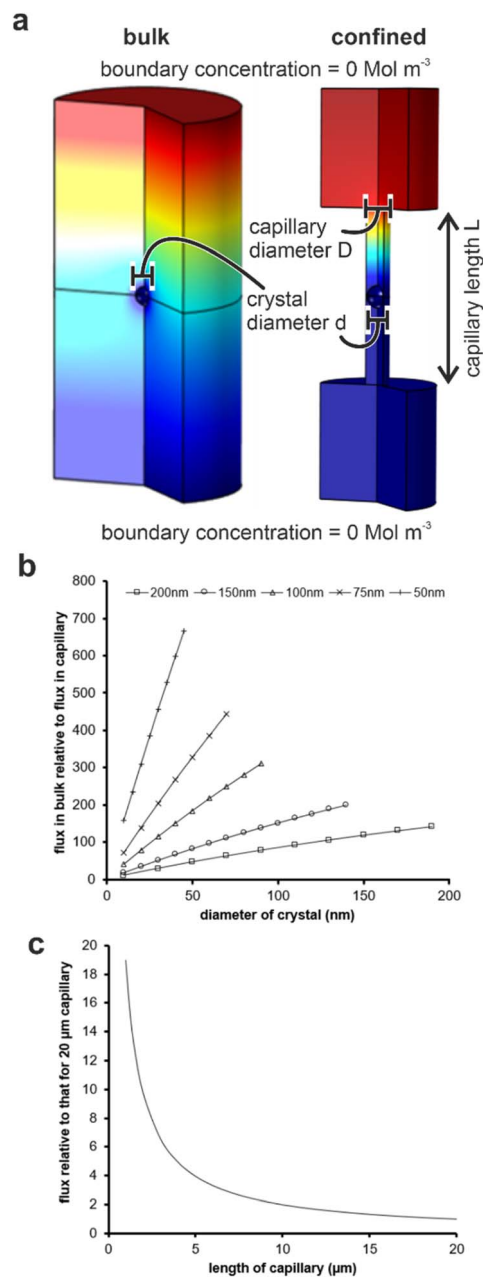 a
bulk
confined
boundary concentration = 0 Mol m⁻³
capillary
diameter D
crystal
diameter d
capillary length L
boundary concentration = 0 Mol m⁻³
b
flux in bulk relative to flux in capillary
800
700
600
500
400
300
200
100
0
200nm 150nm 100nm 75nm 50nm
0 50 100 150 200
diameter of crystal (nm)
c
flux relative to that for 20 µm capillary
20
18
16
14
12
10
8
6
4
2
0
0 5 10 15 20
length of capillary (µm)